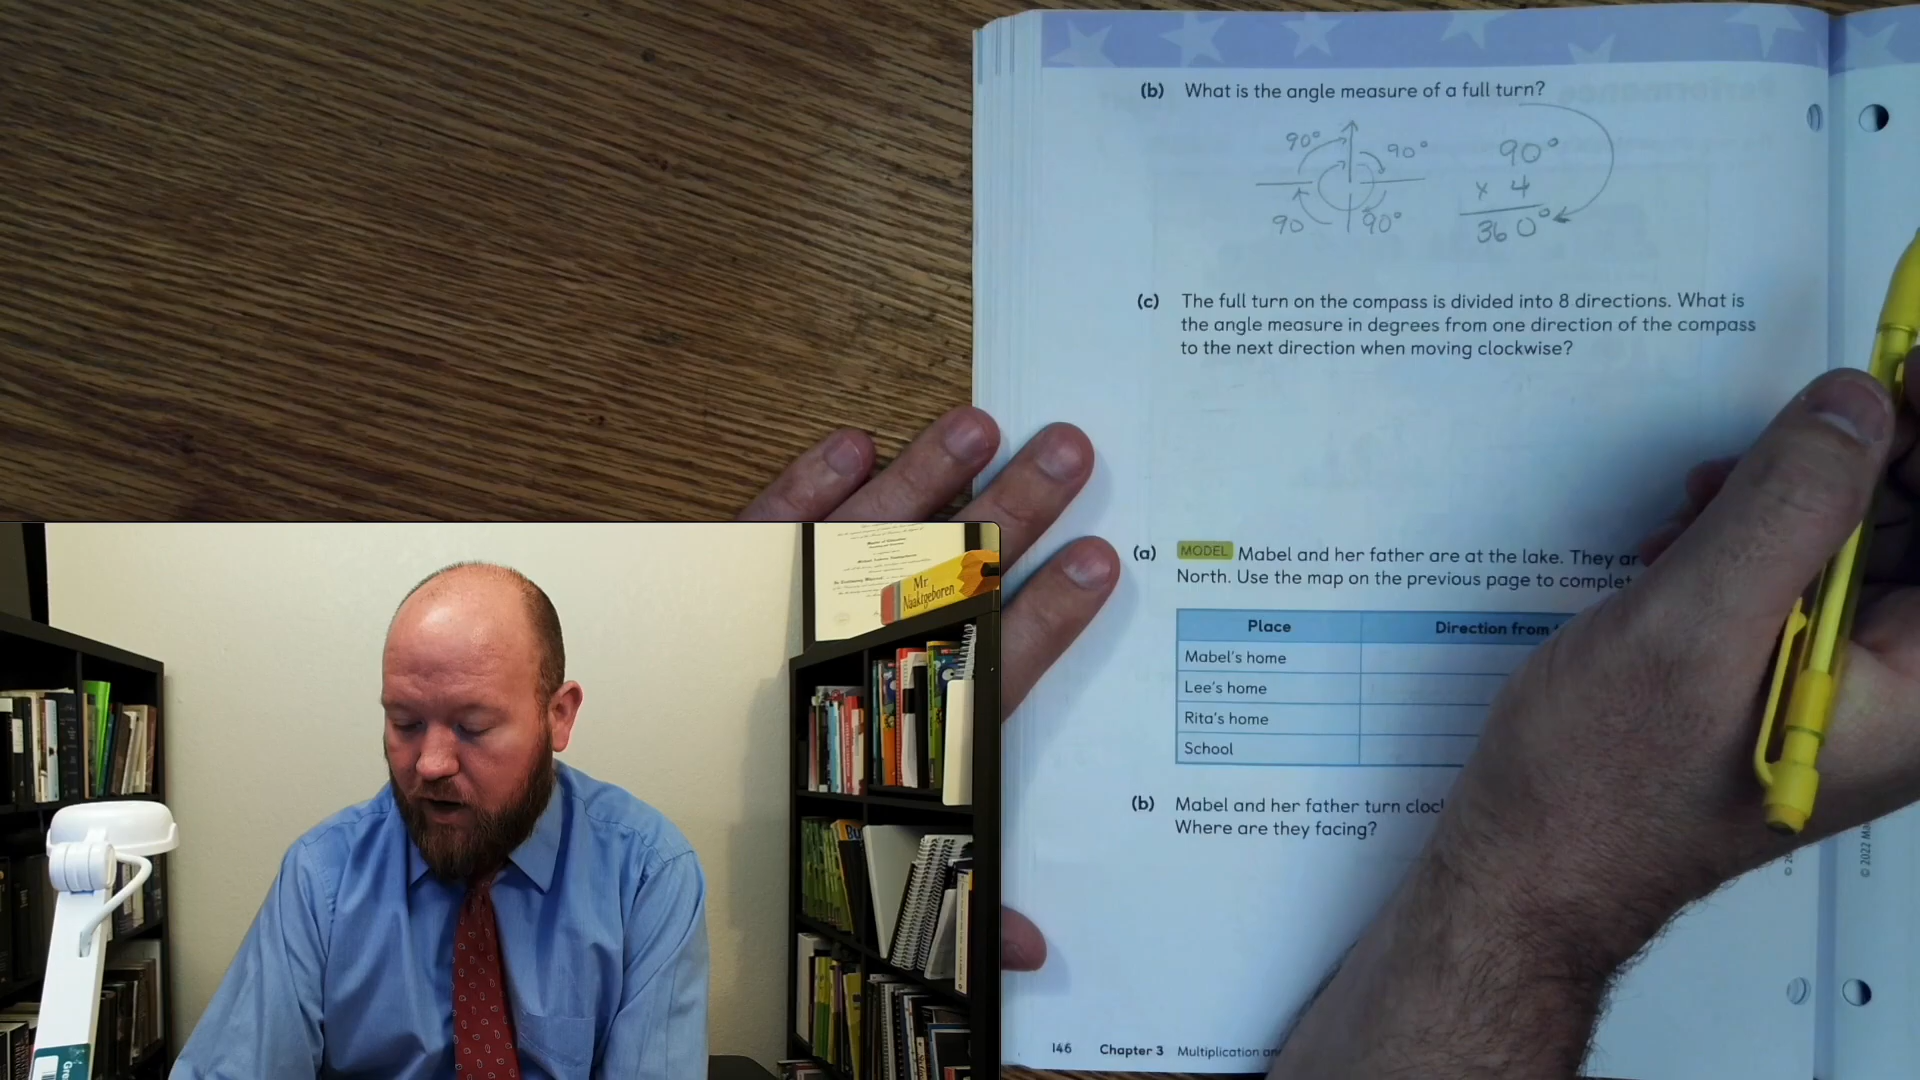 (b) What is the angle measure of a full turn?
90° 90° 90°
x 4
90 90° 360°
(c) The full turn on the compass is divided into 8 directions. What is
the angle measure in degrees from one direction of the compass
to the next direction when moving clockwise?
(a) MODEL Mabel and her father are at the lake. They
North. Use the map on the previous page to
Place Direction from
Mabel's home
Lee's home
Rita's home
School
(b) Mabel and her father turn
Where are they facing?
146 Chapter 3 Multiplication
© 2022
Mr.
Naaktgeboren
Master of Education